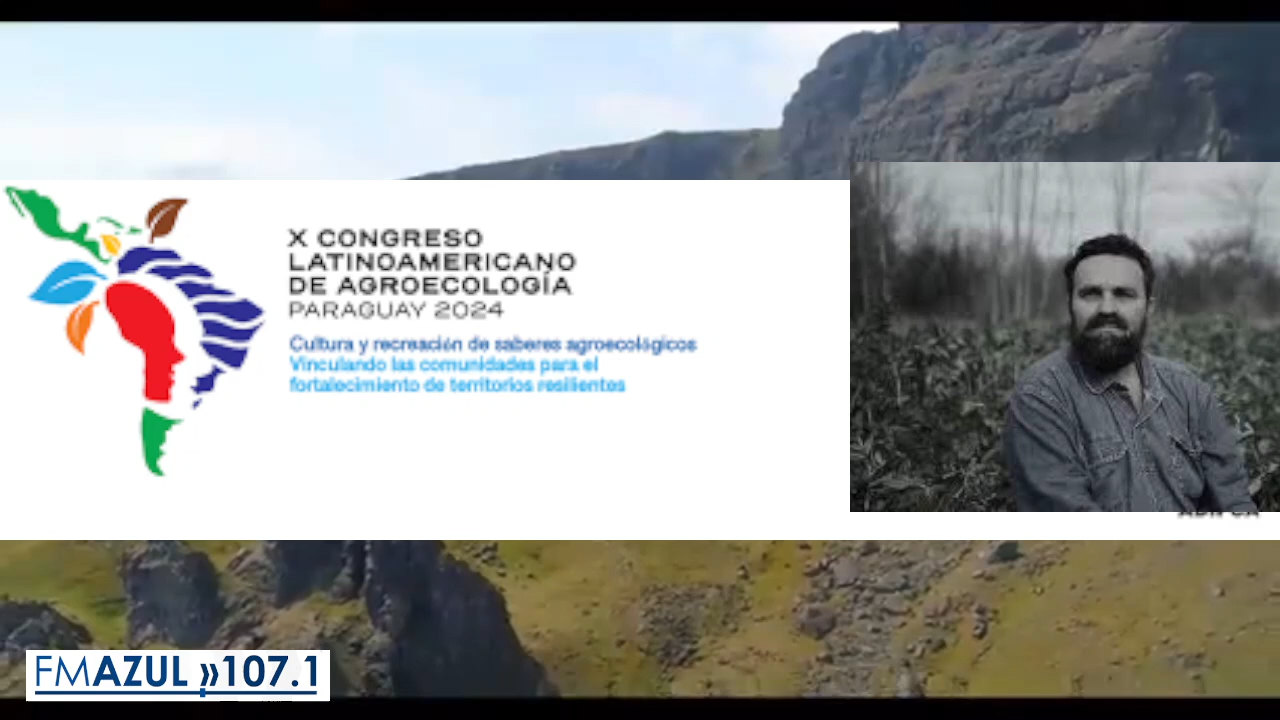 X CONGRESO
LATINOAMERICANO
DE AGROECOLOGÍA
PARAGUAY 2024
Cultura y recreación de saberes agroecológicos
Vinculando las comunidades para el
fortalecimiento de territorios resilientes
FMAZUL »107.1